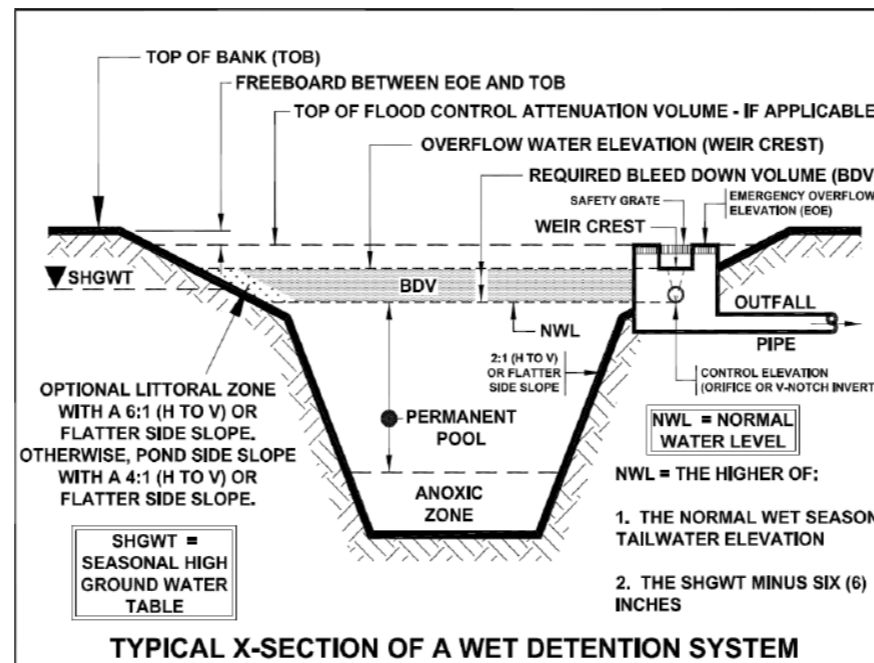 TOP OF BANK (TOB)
FREEBOARD BETWEEN EOE AND TOB
TOP OF FLOOD CONTROL ATTENUATION VOLUME - IF APPLICABLE
OVERFLOW WATER ELEVATION (WEIR CREST)
REQUIRED BLEED DOWN VOLUME (BDV
SAFETY GRATE
EMERGENCY OVERFLOW
ELEVATION (EOE)
WEIR CREST
SHGWT
BDV
OUTFALL
PIPE
NWL
2:1 (H TO V)
OR FLATTER
SIDE SLOPE
CONTROL ELEVATION
(ORIFICE OR V-NOTCH INVERT
OPTIONAL LITTORAL ZONE
WITH A 6:1 (H TO V) OR
FLATTER SIDE SLOPE.
OTHERWISE, POND SIDE SLOPE
WITH A 4:1 (H TO V) OR
FLATTER SIDE SLOPE.
PERMANENT
POOL
NWL = NORMAL
WATER LEVEL
ANOXIC
ZONE
NWL = THE HIGHER OF:
1. THE NORMAL WET SEASON
TAILWATER ELEVATION
2. THE SHGWT MINUS SIX (6)
INCHES
SHGWT =
SEASONAL HIGH
GROUND WATER
TABLE
TYPICAL X-SECTION OF A WET DETENTION SYSTEM